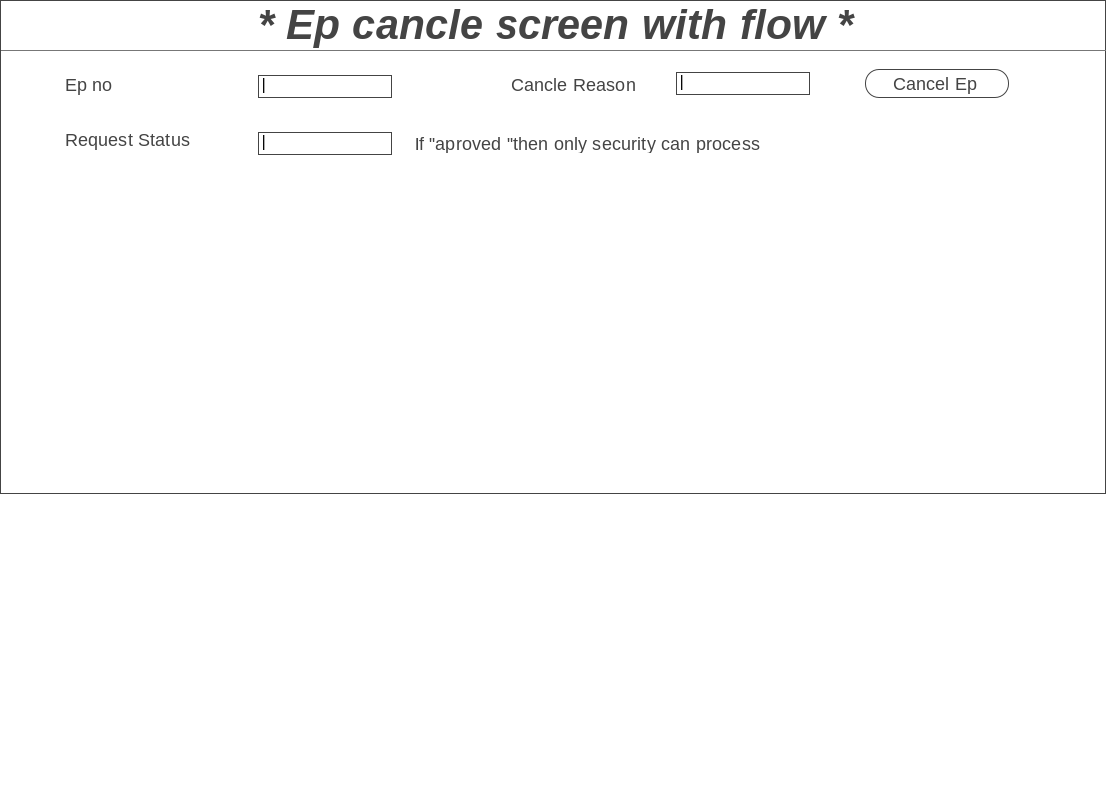 * Ep cancle screen with flow *
Ep no
Cancle Reason
Cancel Ep
Request Status
If "aproved "then only security can process